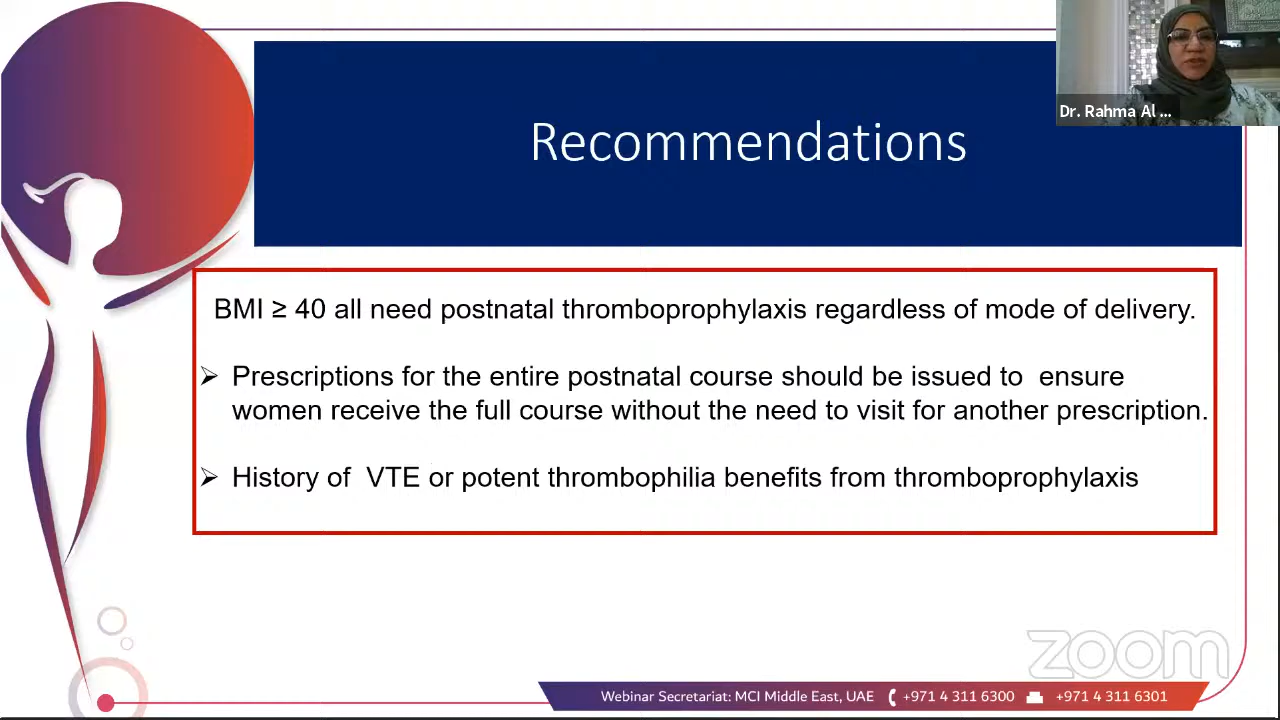 Recommendations
Dr. Rahma Al ...
BMI ≥ 40 all need postnatal thromboprophylaxis regardless of mode of delivery.
➢ Prescriptions for the entire postnatal course should be issued to ensure
women receive the full course without the need to visit for another prescription.
➢ History of VTE or potent thrombophilia benefits from thromboprophylaxis
zoom
Webinar Secretariat: MCI Middle East, UAE +971 4 311 6300 +971 4 311 6301